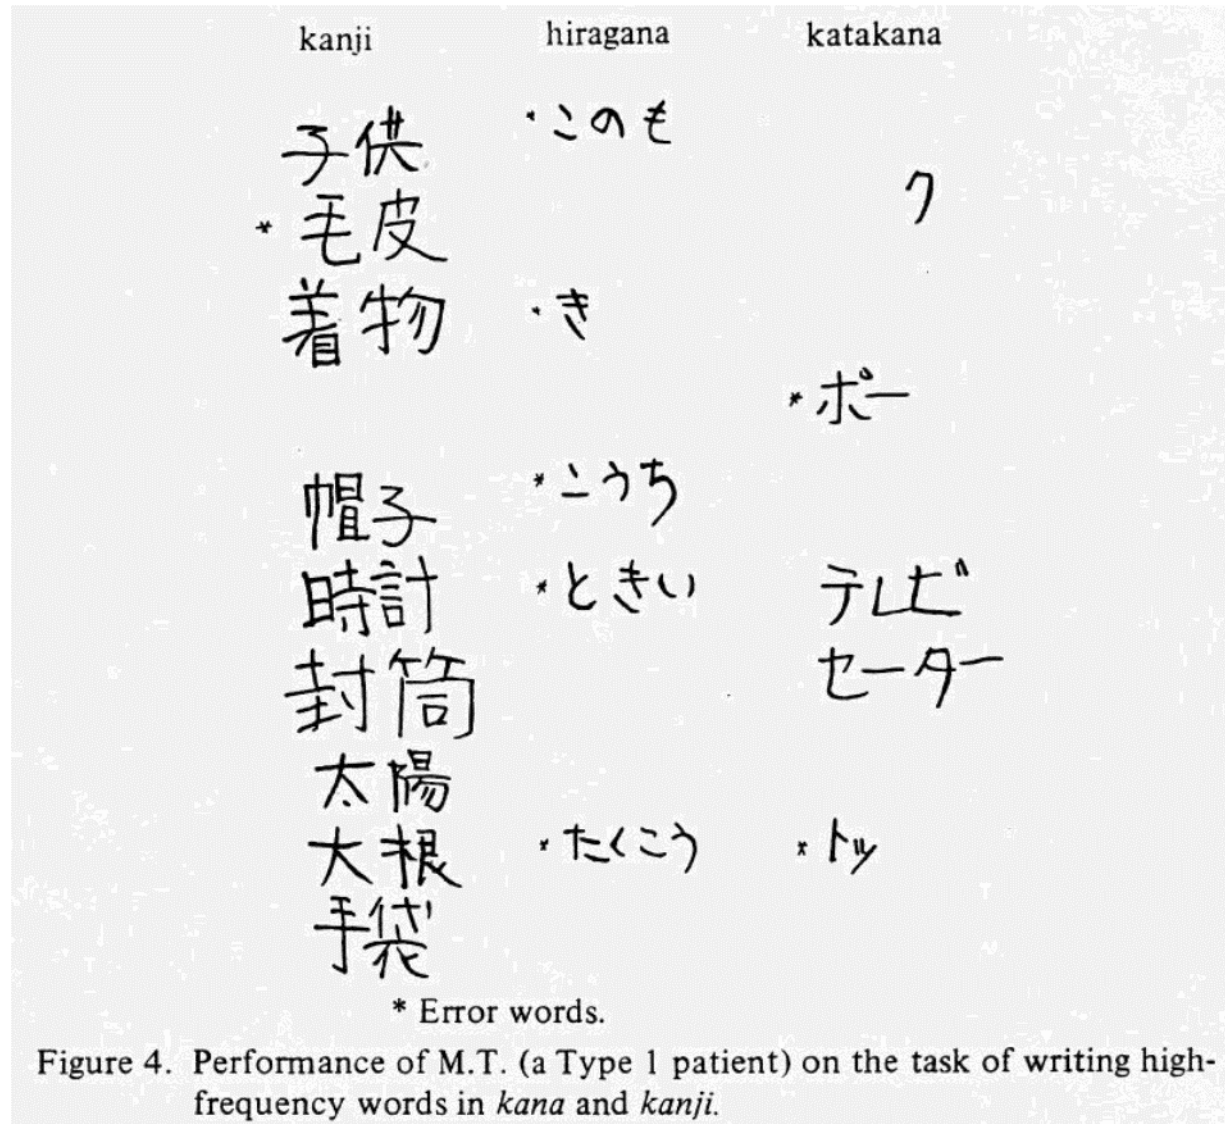 kanji hiragana katakana
子供 *このも
ク
*毛皮
着物 *き
*ポー
帽子 *こうち
時計 *ときい テレビ
封筒 セーター
太陽
大根 *たくこう *トッ
手袋
* Error words.
Figure 4. Performance of M.T. (a Type 1 patient) on the task of writing high-
frequency words in kana and kanji.